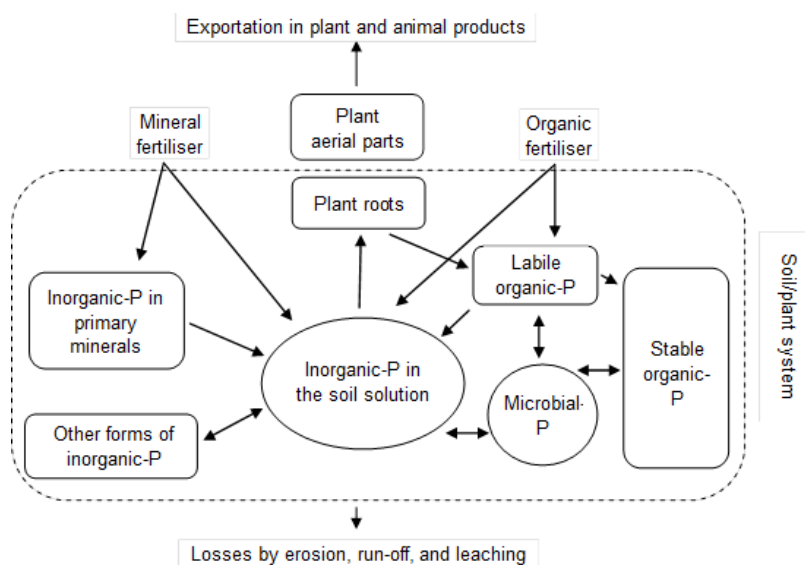 Exportation in plant and animal products
Plant
aerial parts
Mineral
fertiliser
Organic
fertiliser
Plant roots
Labile
organic-P
Inorganic-P in
primary
minerals
Inorganic-P in
the soil solution
Stable
organic-
P
Microbial-
P
Other forms of
inorganic-P
Soil/plant
system
Losses by erosion, run-off, and leaching